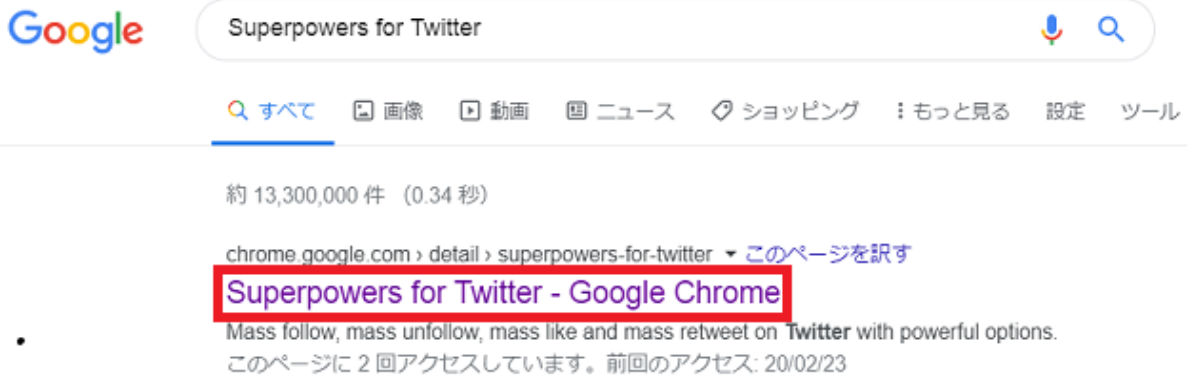 Google Superpowers for Twitter
すべて 画像 動画 ニュース ショッピング もっと見る 設定 ツール
約 13,300,000 件 (0.34 秒)
chrome.google.com › detail › superpowers-for-twitter ▼ このページを訳す
Superpowers for Twitter - Google Chrome
Mass follow, mass unfollow, mass like and mass retweet on Twitter with powerful options.
このページに 2 回アクセスしています。前回のアクセス: 20/02/23